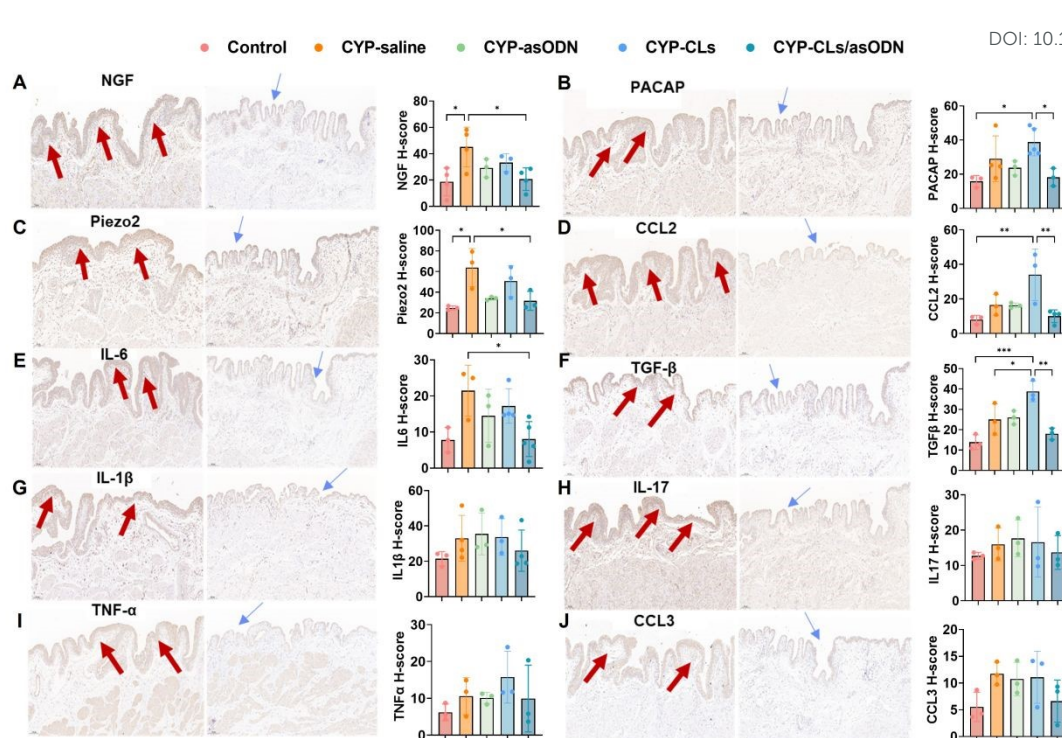 DOI: 10.1
Control CYP-saline CYP-asODN CYP-CLs CYP-CLs/asODN
A NGF
NGF H-score
80
60
40
20
0
* *
B PACAP
PACAP H-score
60
40
20
0
* *
C Piezo2
Piezo2 H-score
100
80
60
40
20
0
* *
D CCL2
CCL2 H-score
60
40
20
0
** **
E IL-6
IL6 H-score
30
20
10
0
*
F TGF-β
TGFβ H-score
50
40
30
20
10
0
***
* **
G IL-1β
IL1β H-score
60
40
20
0
H IL-17
IL17 H-score
30
20
10
0
I TNF-α
TNFα H-score
30
20
10
0
J CCL3
CCL3 H-score
20
15
10
5
0